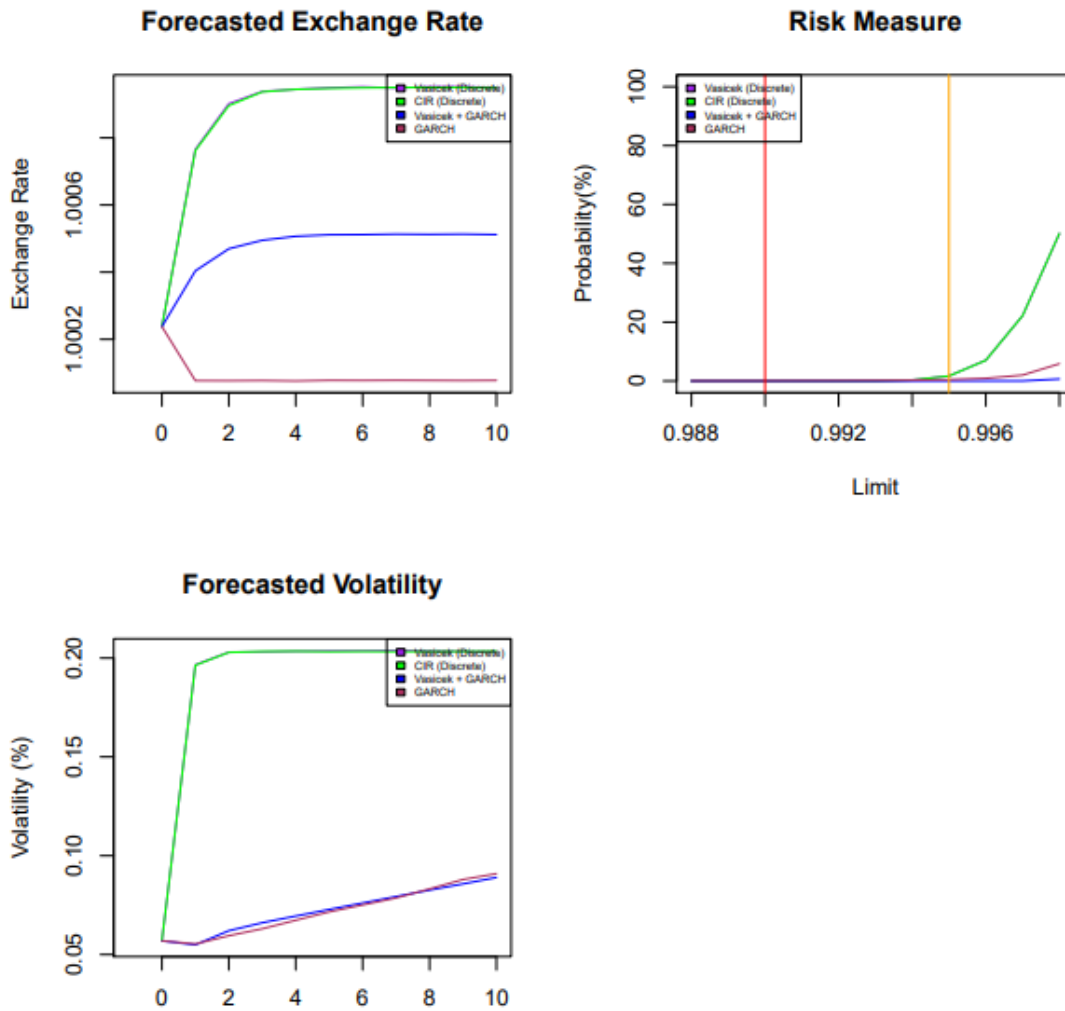 Forecasted Exchange Rate
Exchange Rate
1.0002
1.0006
Vasicek (Discrete)
CIR (Discrete)
Vasicek + GARCH
GARCH
0 2 4 6 8 10
Risk Measure
Probability(%)
0 20 40 60 80 100
Vasicek (Discrete)
CIR (Discrete)
Vasicek + GARCH
GARCH
0.988 0.992 0.996
Limit
Forecasted Volatility
Volatility (%)
0.05 0.10 0.15 0.20
Vasicek (Discrete)
CIR (Discrete)
Vasicek + GARCH
GARCH
0 2 4 6 8 10